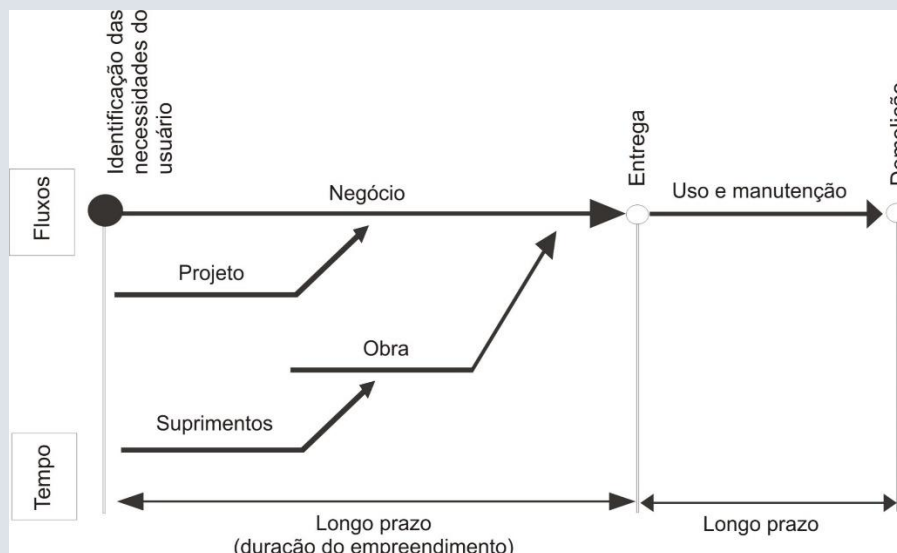 Identificação das
necessidades do
usuário
Entrega
Demolição
Fluxos
Negócio
Uso e manutenção
Projeto
Obra
Suprimentos
Tempo
Longo prazo
(duração do empreendimento)
Longo prazo